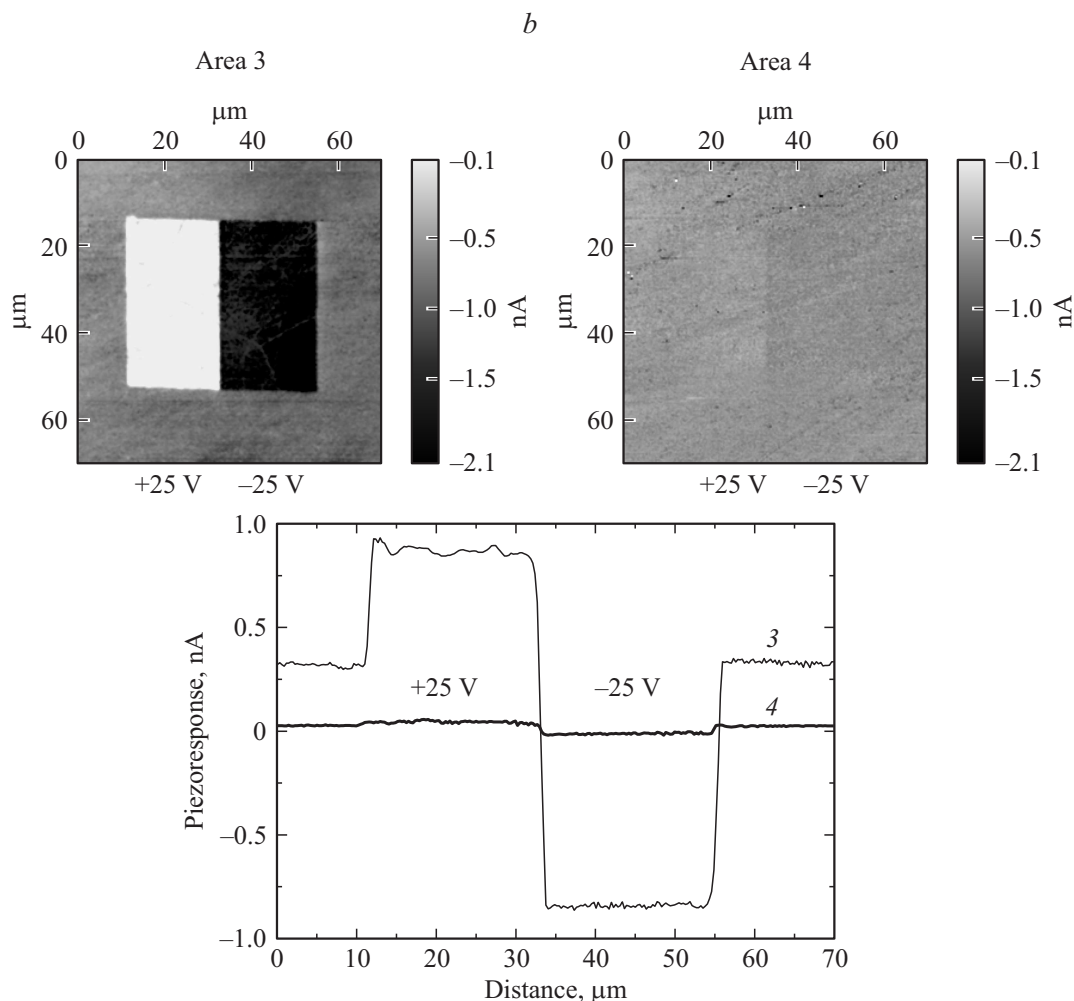 b
Area 3
Area 4
μm
μm
0 20 40 60
0 20 40 60
0
20
40
60
μm
–0.1
–0.5
–1.0
–1.5
–2.1
nA
0
20
40
60
μm
–0.1
–0.5
–1.0
–1.5
–2.1
nA
+25 V –25 V
+25 V –25 V
1.0
0.5
0
–0.5
–1.0
Piezoresponse, nA
3
+25 V –25 V
4
0 10 20 30 40 50 60 70
Distance, μm